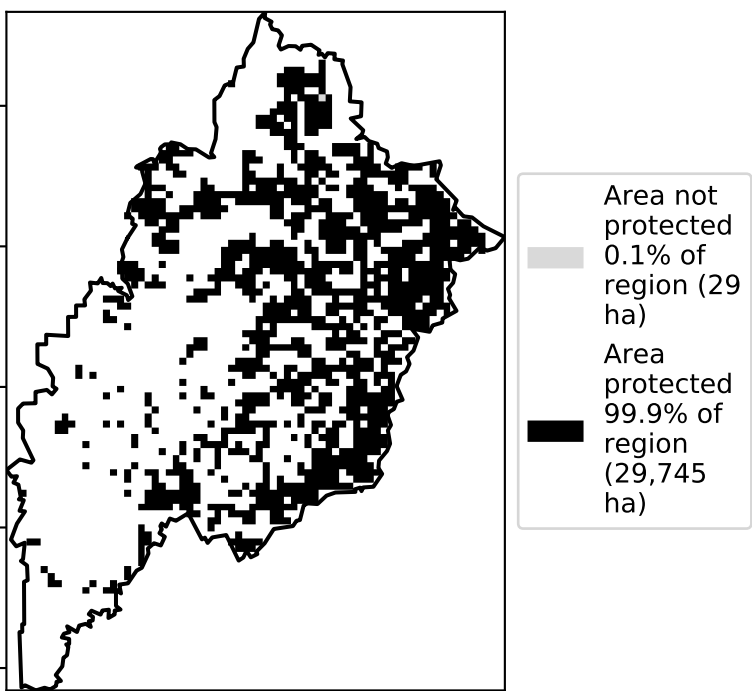 Area not
protected
0.1% of
region (29
ha)
Area
protected
99.9% of
region
(29,745
ha)